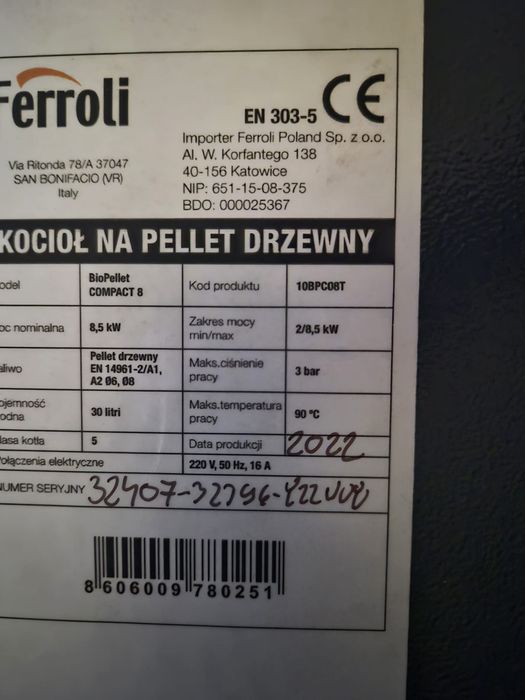 Ferroli
EN 303-5 CE
Importer Ferroli Poland Sp. z o.o.
Al. W. Korfantego 138
40-156 Katowice
NIP: 651-15-08-375
BDO: 000025367
Via Ritonda 78/A 37047
SAN BONIFACIO (VR)
Italy
KOCIOŁ NA PELLET DRZEWNY
odel BioPellet COMPACT 8 Kod produktu 10BPC08T
oc nominalna 8,5 kW Zakres mocy min/max 2/8,5 kW
aliwo Pellet drzewny EN 14961-2/A1, A2 Ø6, Ø8 Maks.ciśnienie pracy 3 bar
ojemność odna 30 litri Maks.temperatura pracy 90 °C
lasa kotła 5 Data produkcji 2022
ołączenia elektryczne 220 V, 50 Hz, 16 A
NUMER SERYJNY 32407-32796-
8 606009 780251